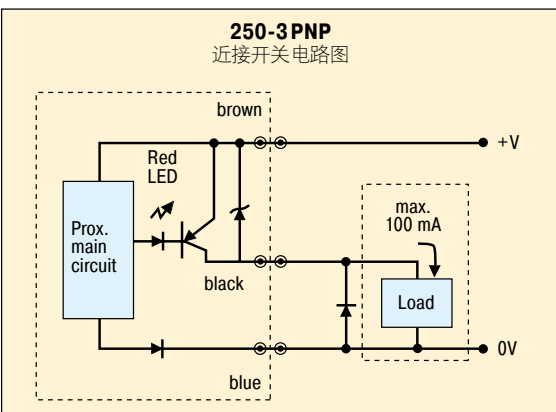 250-3 PNP
近接开关电路图
brown
+V
Red
LED
max.
100 mA
Prox.
main
circuit
black
Load
0V
blue